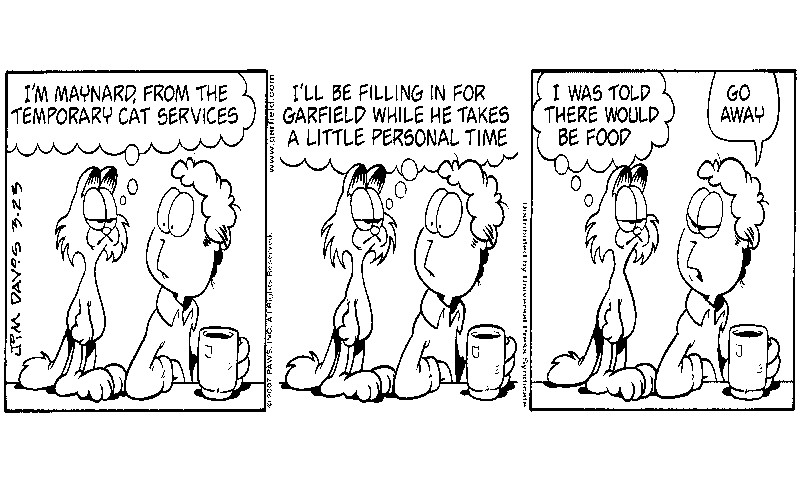 I'M MAYNARD, FROM THE
TEMPORARY CAT SERVICES
JIM DAVIS 3·23
www.garfield.com
© 2007 PAWS, INC. All Rights Reserved.
I'LL BE FILLING IN FOR
GARFIELD WHILE HE TAKES
A LITTLE PERSONAL TIME
Distributed by Universal Press Syndicate
I WAS TOLD
THERE WOULD
BE FOOD
GO
AWAY